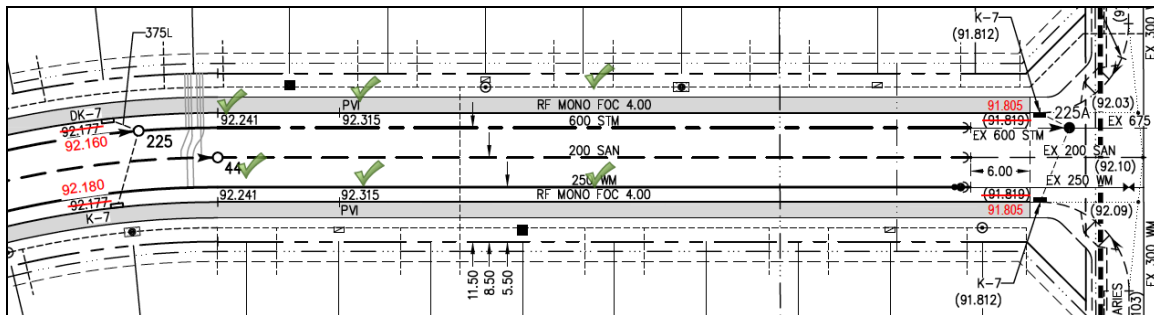 375L
K-7
(91.812)
EX 300
DK-7
92.177
92.160
225
92.241
PVI
92.315
RF MONO FOC 4.00
600 STM
91.805
(91.819)
EX 600 STM
225A
(92.03)
EX 675
200 SAN
EX 200 SAN
44
(92.10)
6.00
250 WM
EX 250 WM
92.180
92.177
K-7
92.241
92.315
PVI
RF MONO FOC 4.00
(91.819)
91.805
(92.09)
11.50
8.50
5.50
K-7
(91.812)
ARIES
103)
EX 300 WM